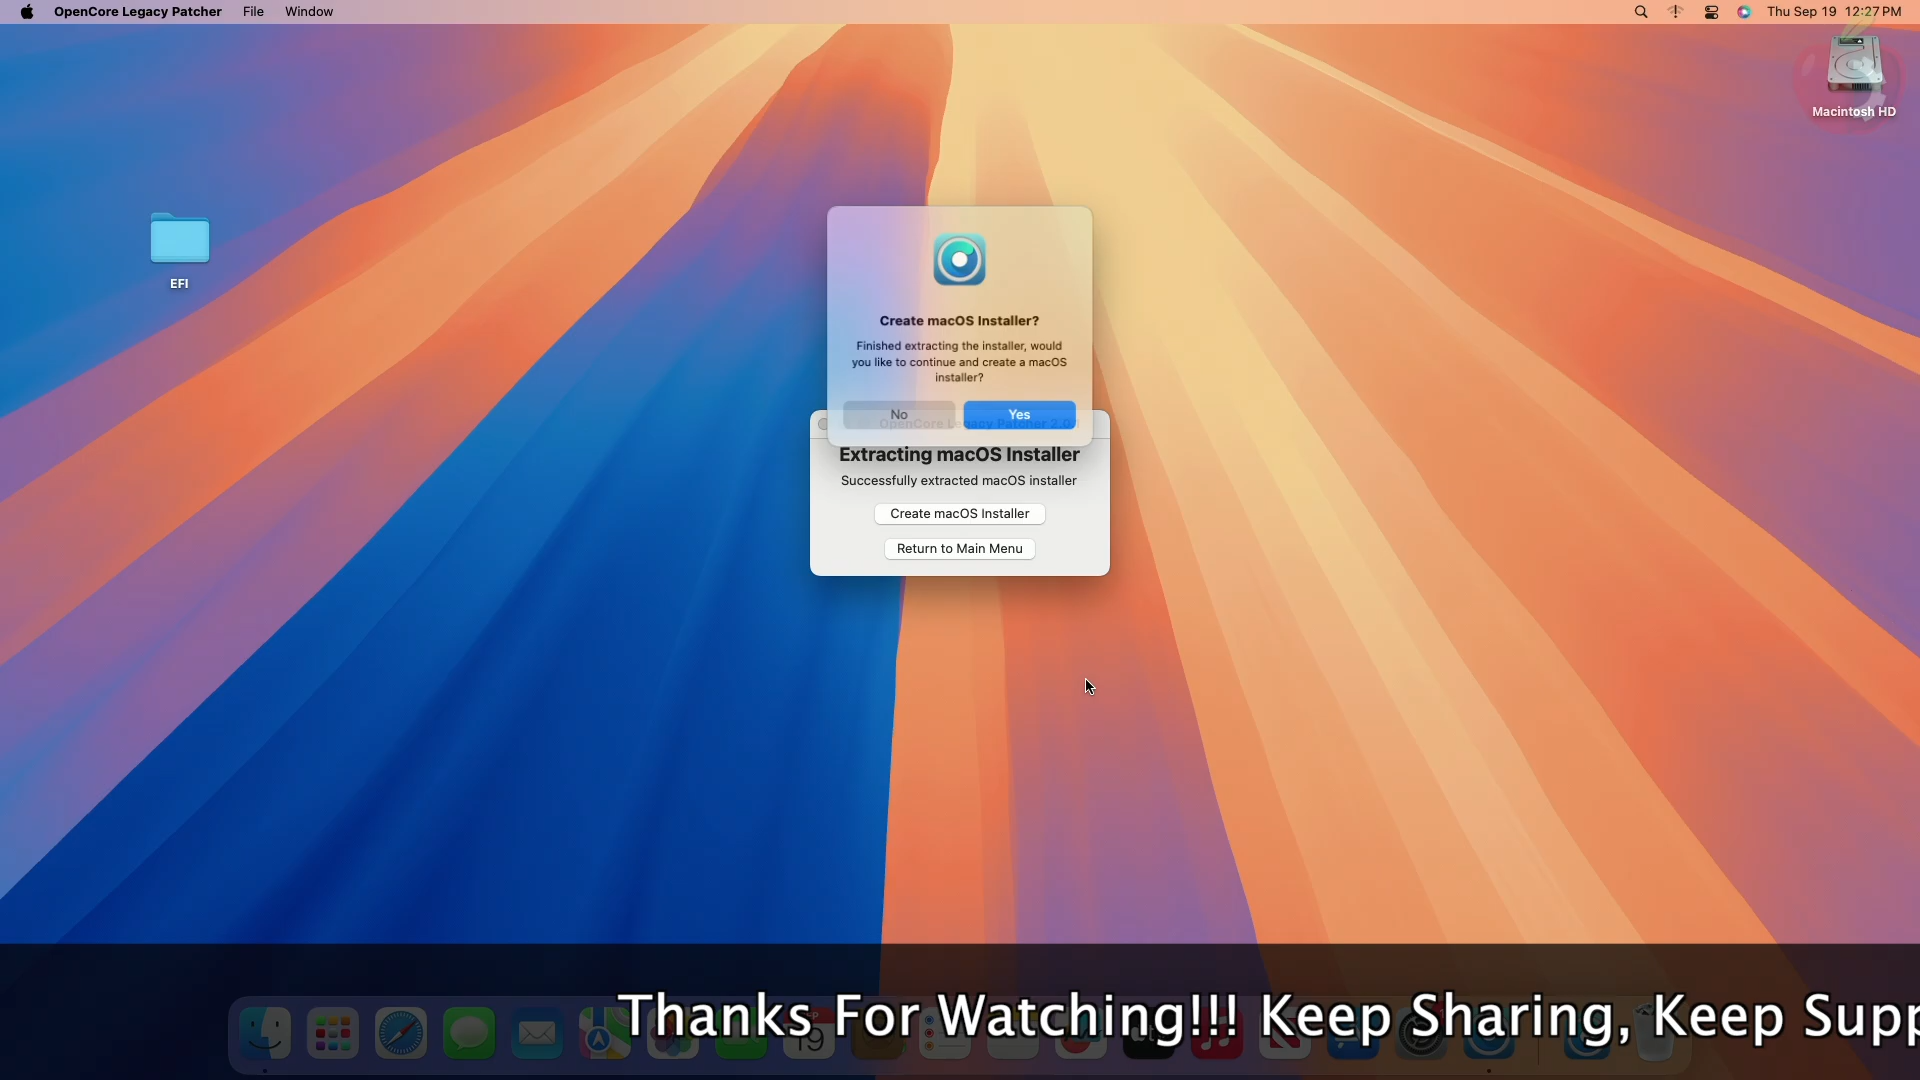 OpenCore Legacy Patcher File Window Thu Sep 19 12:27 PM
Macintosh HD
EFI
Create macOS Installer?
Finished extracting the installer, would
you like to continue and create a macOS
installer?
No Yes
OpenCore Legacy Patcher 2.0.
Extracting macOS Installer
Successfully extracted macOS installer
Create macOS Installer
Return to Main Menu
Thanks For Watching!!! Keep Sharing, Keep Supp
19